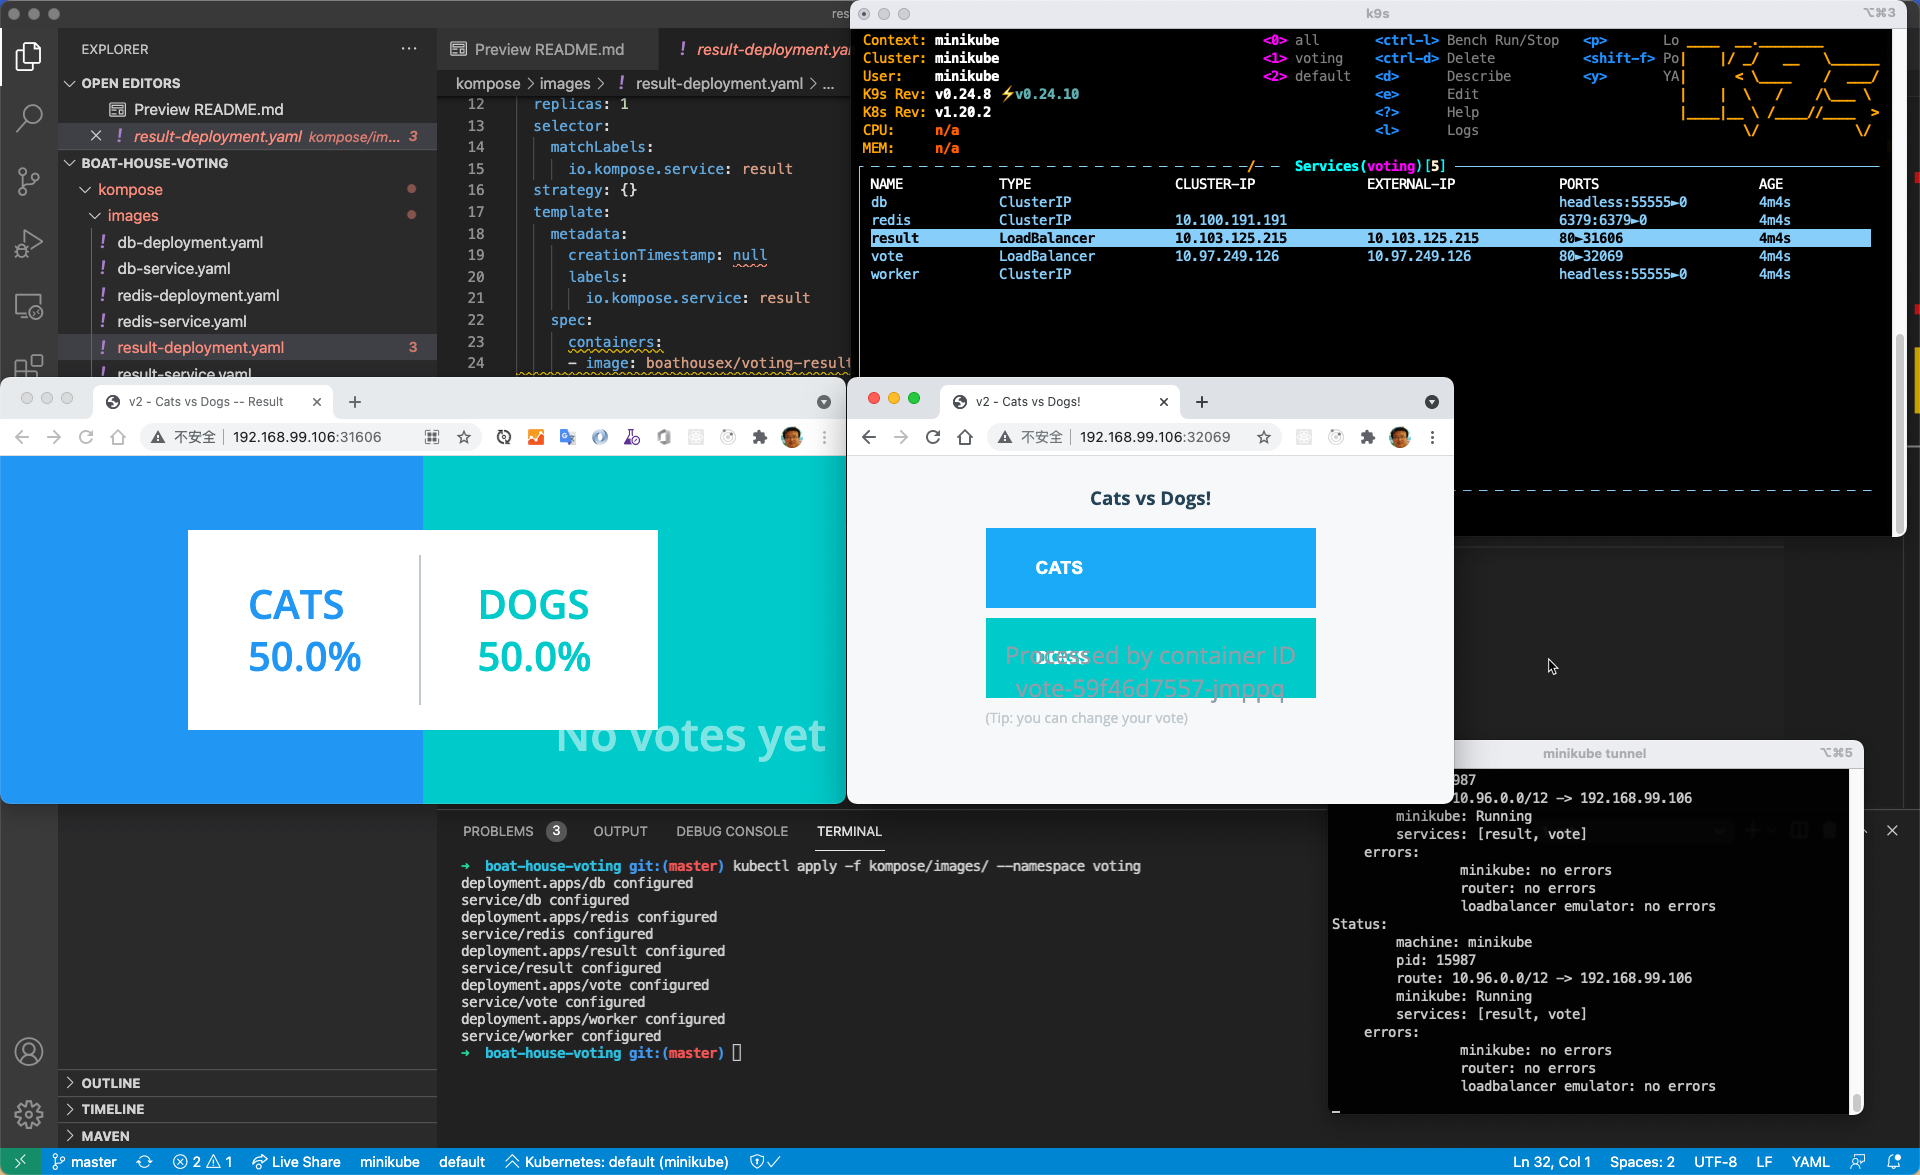 res
EXPLORER
OPEN EDITORS
Preview README.md
result-deployment.yaml kompose/im... 3
BOAT-HOUSE-VOTING
kompose
images
db-deployment.yaml
db-service.yaml
redis-deployment.yaml
redis-service.yaml
result-deployment.yaml 3
result-service.yaml
Preview README.md
! result-deployment.ya
kompose > images > ! result-deployment.yaml > ...
12 replicas: 1
13 selector:
14 matchLabels:
15 io.kompose.service: result
16 strategy: {}
17 template:
18 metadata:
19 creationTimestamp: null
20 labels:
21 io.kompose.service: result
22 spec:
23 containers:
24 - image: boathousex/voting-result
k9s
⌥⌘3
Context: minikube
Cluster: minikube
User: minikube
K9s Rev: v0.24.8 ⚡v0.24.10
K8s Rev: v1.20.2
CPU: n/a
MEM: n/a
<0> all
<1> voting
<2> default
<ctrl-l> Bench Run/Stop
<ctrl-d> Delete
<d> Describe
<e> Edit
<?> Help
<l> Logs
<p> Lo
<shift-f> Po
<y> YA
Services(voting)[5]
NAME TYPE CLUSTER-IP EXTERNAL-IP PORTS AGE
db ClusterIP headless:55555►0 4m4s
redis ClusterIP 10.100.191.191 6379:6379►0 4m4s
result LoadBalancer 10.103.125.215 10.103.125.215 80►31606 4m4s
vote LoadBalancer 10.97.249.126 10.97.249.126 80►32069 4m4s
worker ClusterIP headless:55555►0 4m4s
v2 - Cats vs Dogs -- Result
不安全 192.168.99.106:31606
CATS
50.0%
DOGS
50.0%
No votes yet
v2 - Cats vs Dogs!
不安全 192.168.99.106:32069
Cats vs Dogs!
CATS
DOGS
Processed by container ID
vote-59f46d7557-jmppq
(Tip: you can change your vote)
PROBLEMS 3 OUTPUT DEBUG CONSOLE TERMINAL
→ boat-house-voting git:(master) kubectl apply -f kompose/images/ --namespace voting
deployment.apps/db configured
service/db configured
deployment.apps/redis configured
service/redis configured
deployment.apps/result configured
service/result configured
deployment.apps/vote configured
service/vote configured
deployment.apps/worker configured
service/worker configured
→ boat-house-voting git:(master)
minikube tunnel
⌥⌘5
987
10.96.0.0/12 -> 192.168.99.106
minikube: Running
services: [result, vote]
errors:
minikube: no errors
router: no errors
loadbalancer emulator: no errors
Status:
machine: minikube
pid: 15987
route: 10.96.0.0/12 -> 192.168.99.106
minikube: Running
services: [result, vote]
errors:
minikube: no errors
router: no errors
loadbalancer emulator: no errors
OUTLINE
TIMELINE
MAVEN
master 2 1 Live Share minikube default Kubernetes: default (minikube)
Ln 32, Col 1 Spaces: 2 UTF-8 LF YAML